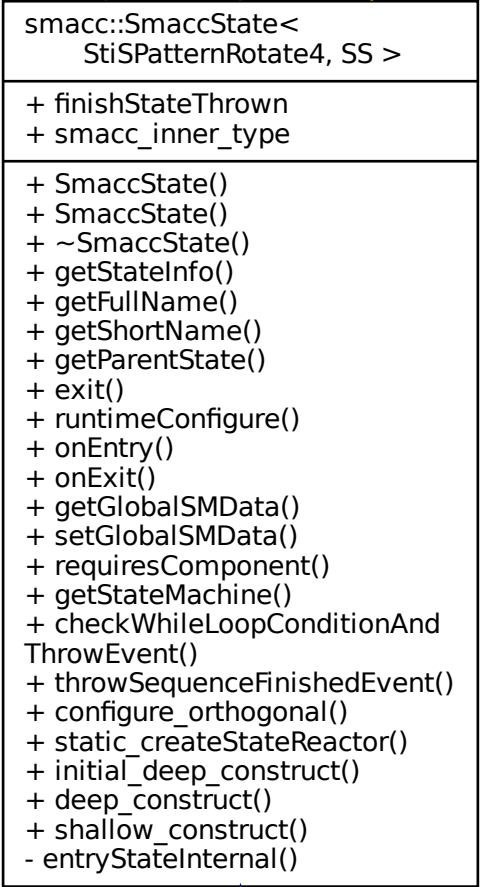 smacc::SmaccState<
StiSPatternRotate4, SS >
+ finishStateThrown
+ smacc_inner_type
+ SmaccState()
+ SmaccState()
+ ~SmaccState()
+ getStateInfo()
+ getFullName()
+ getShortName()
+ getParentState()
+ exit()
+ runtimeConfigure()
+ onEntry()
+ onExit()
+ getGlobalSMData()
+ setGlobalSMData()
+ requiresComponent()
+ getStateMachine()
+ checkWhileLoopConditionAnd
ThrowEvent()
+ throwSequenceFinishedEvent()
+ configure_orthogonal()
+ static_createStateReactor()
+ initial_deep_construct()
+ deep_construct()
+ shallow_construct()
- entryStateInternal()